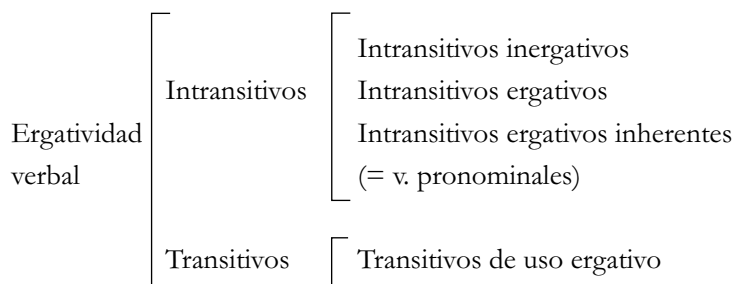 Ergatividad
verbal
Intransitivos
Intransitivos inergativos
Intransitivos ergativos
Intransitivos ergativos inherentes
(= v. pronominales)
Transitivos
Transitivos de uso ergativo